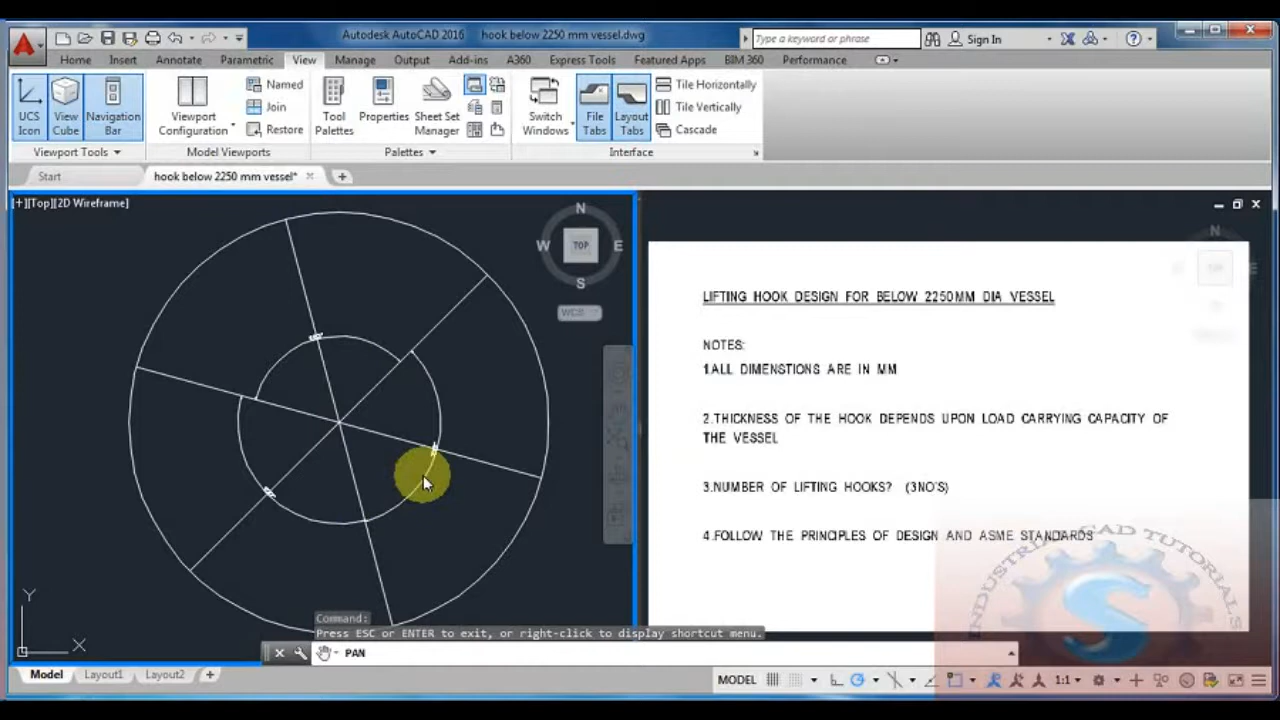 Autodesk AutoCAD 2016 hook below 2250 mm vessel.dwg
Type a keyword or phrase
Sign In
Home Insert Annotate Parametric View Manage Output Add-ins A360 Express Tools Featured Apps BIM 360 Performance
UCS Icon
View Cube
Navigation Bar
Viewport Configuration
Named
Join
Restore
Tool Palettes
Properties
Sheet Set Manager
Switch Windows
File Tabs
Layout Tabs
Tile Horizontally
Tile Vertically
Cascade
Viewport Tools Model Viewports Palettes Interface
Start hook below 2250 mm vessel*
[+][Top][2D Wireframe]
N
W TOP E
S
WCS
N
TOP E
LIFTING HOOK DESIGN FOR BELOW 2250MM DIA VESSEL
NOTES:
1.ALL DIMENSTIONS ARE IN MM
2.THICKNESS OF THE HOOK DEPENDS UPON LOAD CARRYING CAPACITY OF
THE VESSEL
3.NUMBER OF LIFTING HOOKS? (3NO'S)
4.FOLLOW THE PRINCIPLES OF DESIGN AND ASME STANDARDS
INDUSTRIAL CAD TUTORIALS
S
Y
X
Command:
Press ESC or ENTER to exit, or right-click to display shortcut menu.
PAN
Model Layout1 Layout2
MODEL 1:1